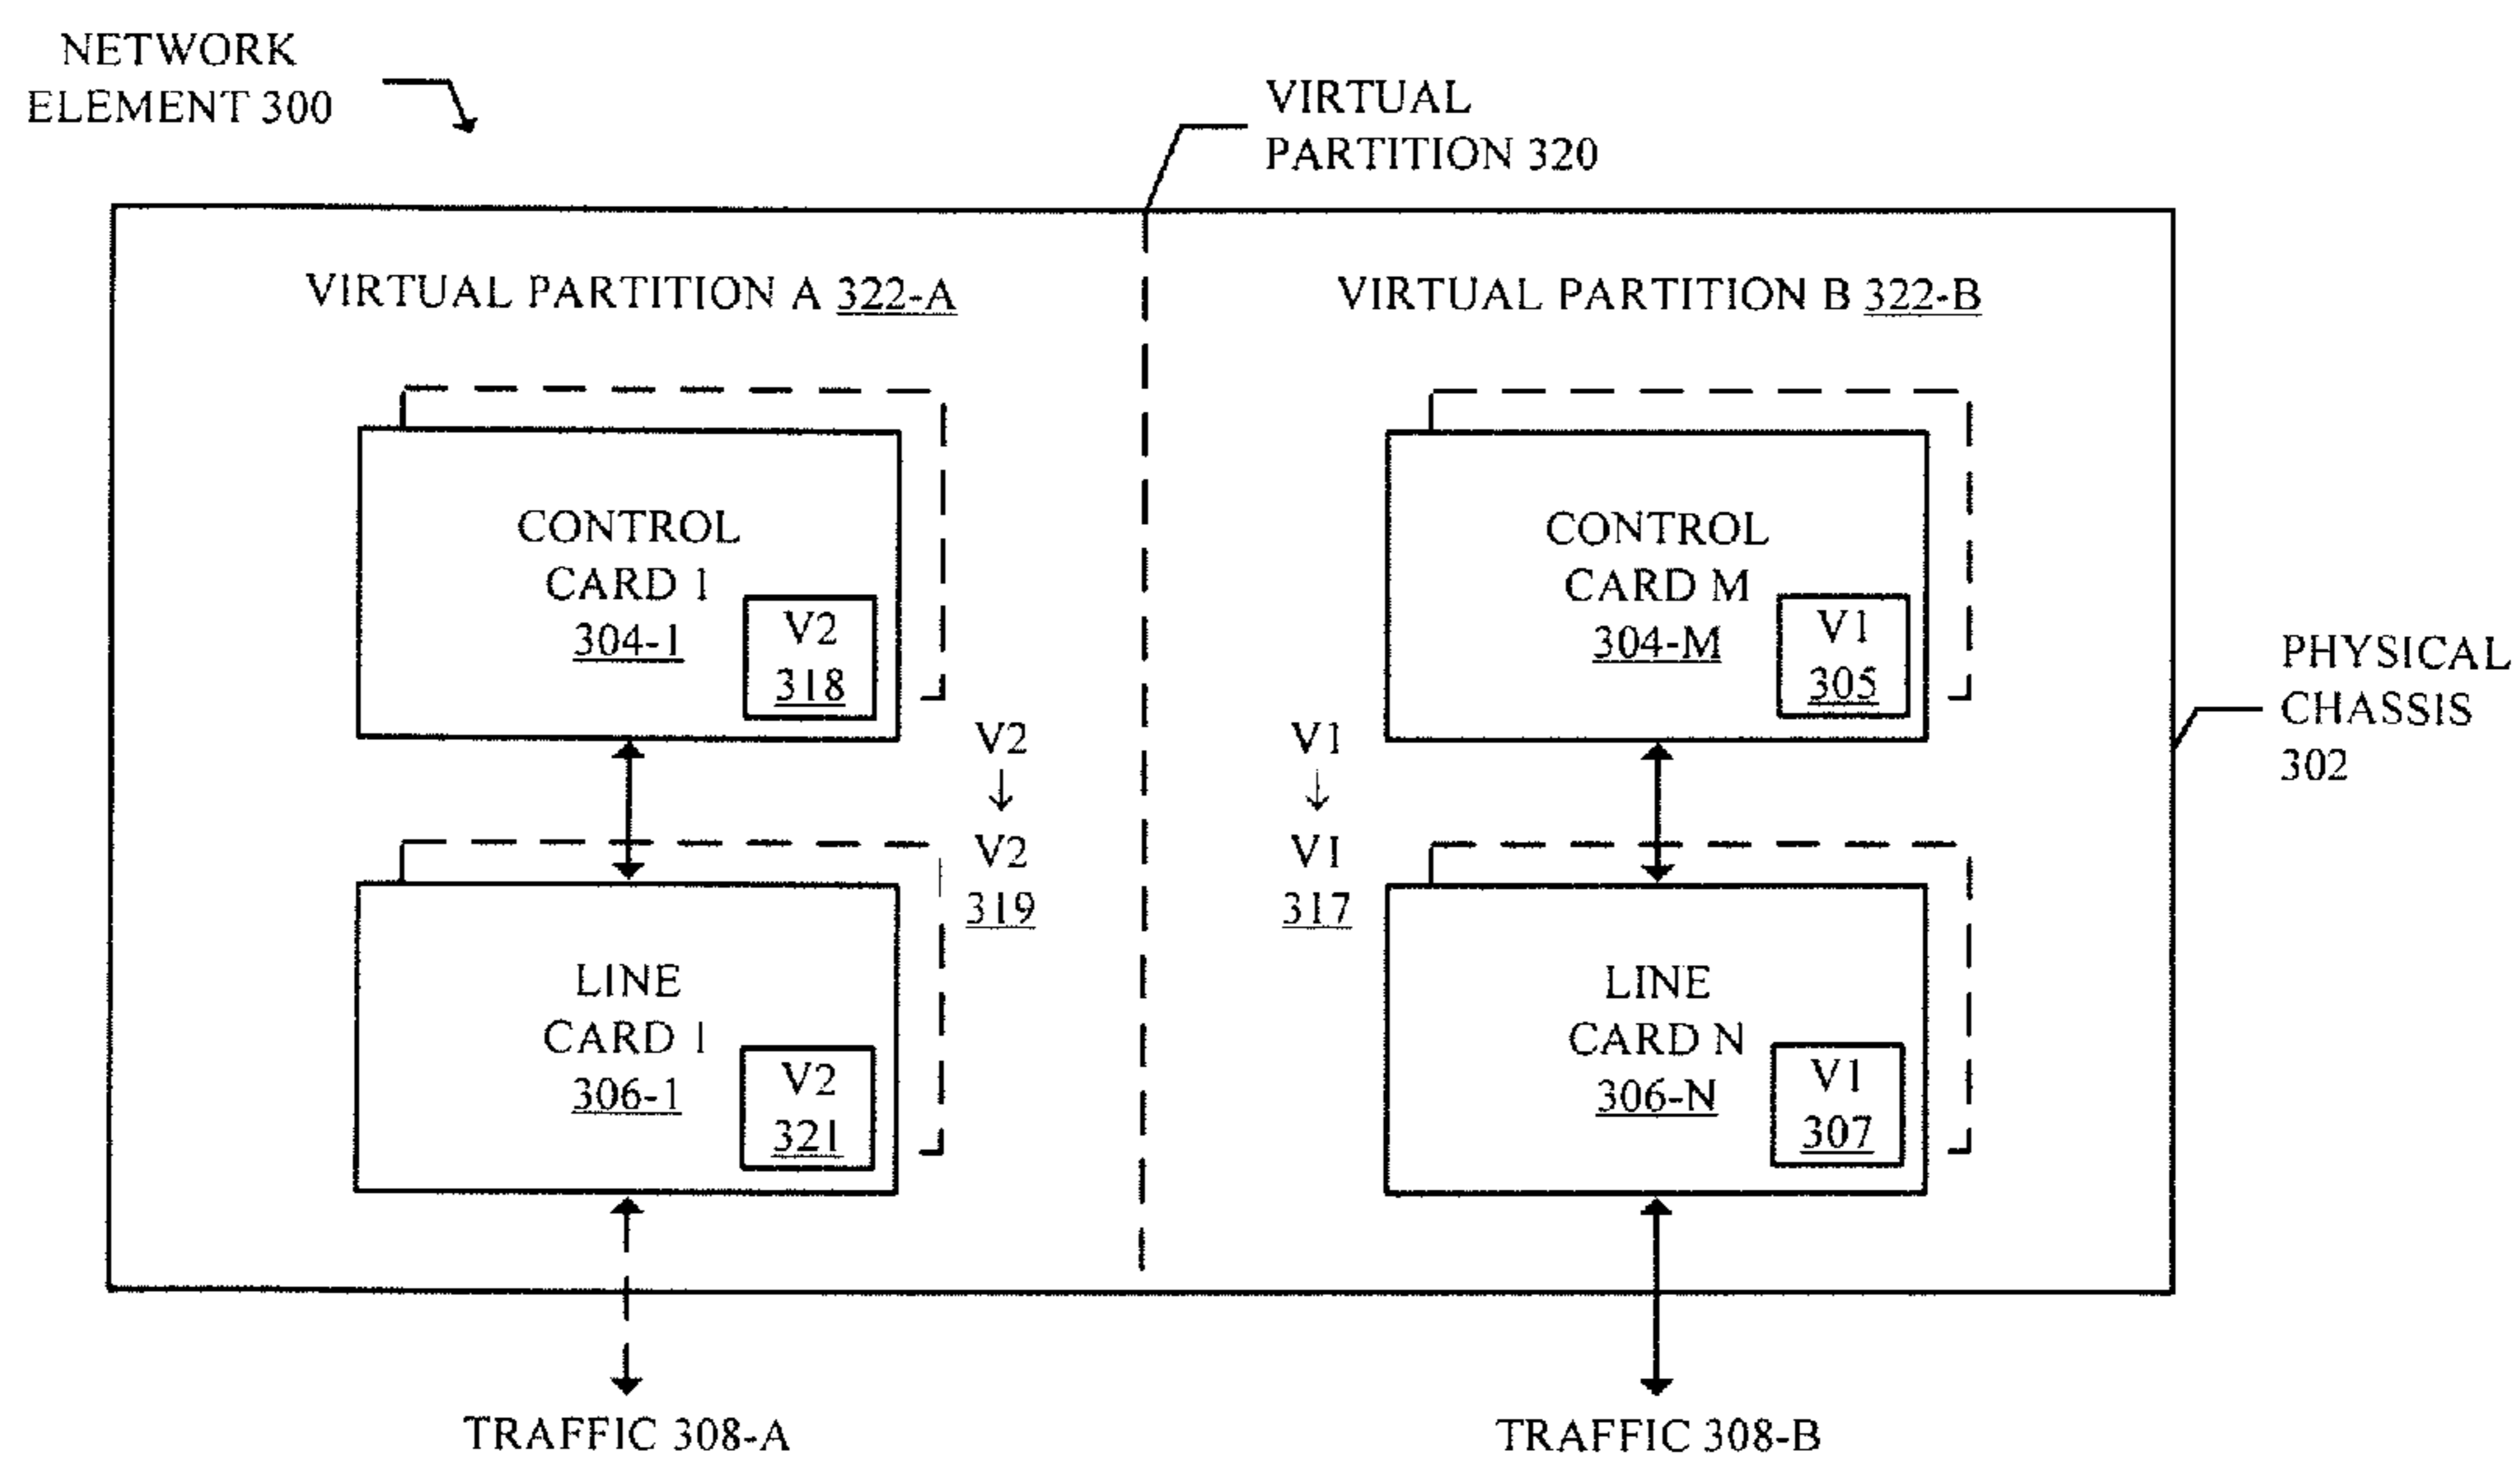 NETWORK
ELEMENT 300
VIRTUAL
PARTITION 320
VIRTUAL PARTITION A 322-A
VIRTUAL PARTITION B 322-B
CONTROL
CARD 1
304-1
V2
318
CONTROL
CARD M
304-M
V1
305
PHYSICAL
CHASSIS
302
V2
V2
319
V1
V1
317
LINE
CARD 1
306-1
V2
321
LINE
CARD N
306-N
V1
307
TRAFFIC 308-A
TRAFFIC 308-B